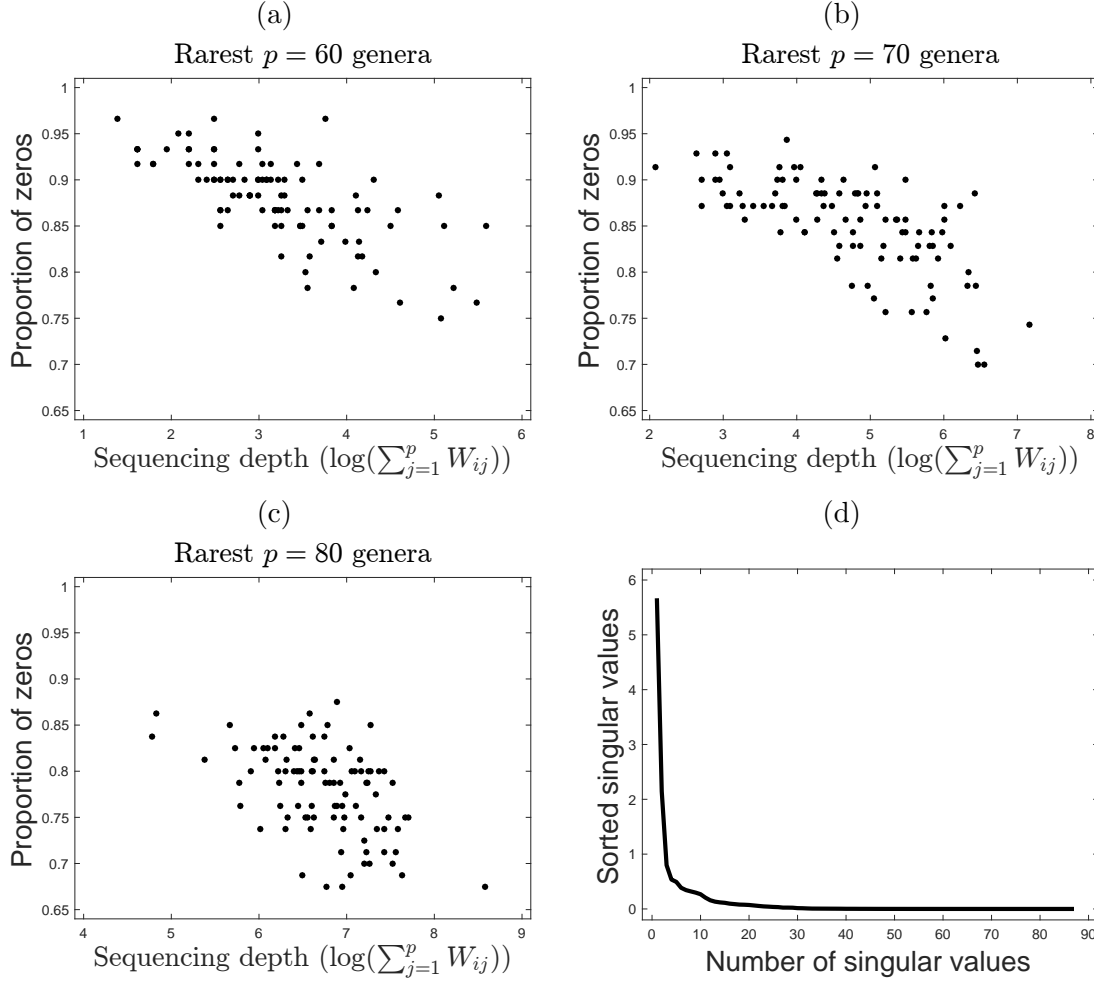 (a)
Rarest p = 60 genera
Proportion of zeros
1
0.95
0.9
0.85
0.8
0.75
0.7
0.65
1 2 3 4 5 6
Sequencing depth (log(∑_{j=1}^{p} W_{ij}))
(b)
Rarest p = 70 genera
Proportion of zeros
1
0.95
0.9
0.85
0.8
0.75
0.7
0.65
2 3 4 5 6 7 8
Sequencing depth (log(∑_{j=1}^{p} W_{ij}))
(c)
Rarest p = 80 genera
Proportion of zeros
1
0.95
0.9
0.85
0.8
0.75
0.7
0.65
4 5 6 7 8 9
Sequencing depth (log(∑_{j=1}^{p} W_{ij}))
(d)
Sorted singular values
6
5
4
3
2
1
0
0 10 20 30 40 50 60 70 80 90
Number of singular values